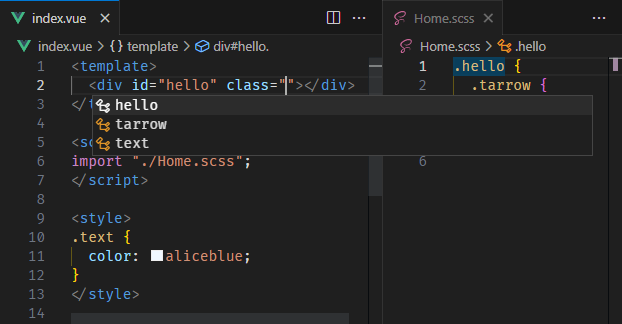 index.vue
Home.scss
index.vue > {} template > div#hello.
Home.scss > .hello
1 <template>
2 <div id="hello" class=""></div>
3 </t
hello
tarrow
text
5 <sc
6 import "./Home.scss";
7 </script>
8
9 <style>
10 .text {
11 color: aliceblue;
12 }
13 </style>
14
1 .hello {
2 .tarrow {
6